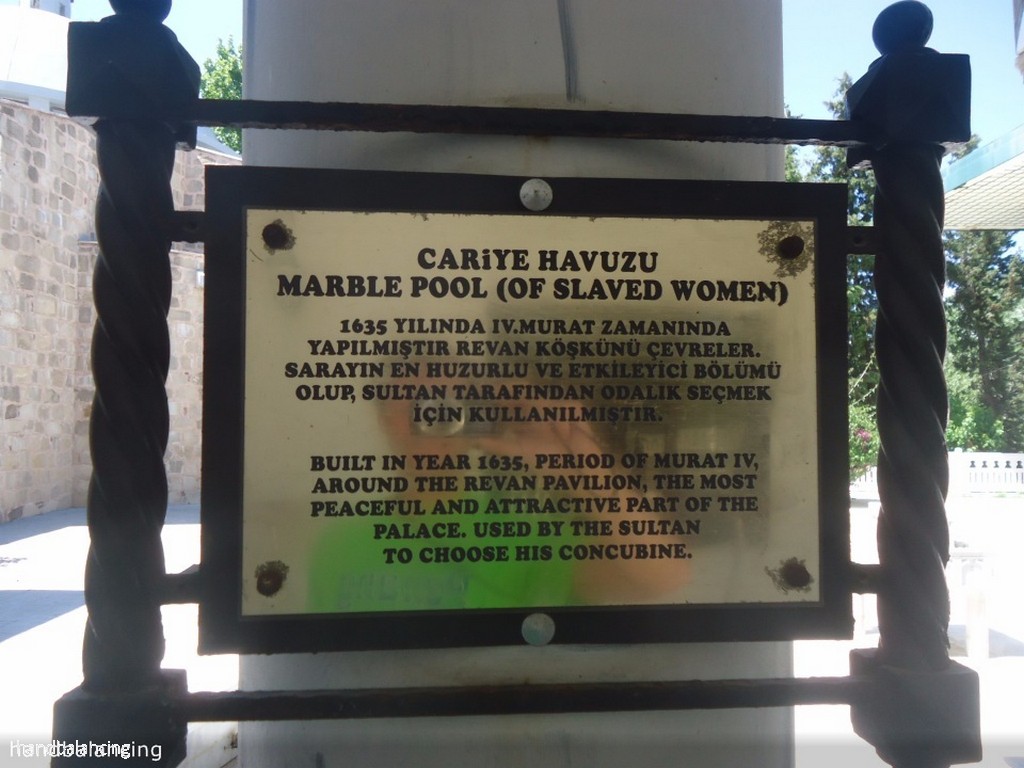 CARiYE HAVUZU
MARBLE POOL (OF SLAVED WOMEN)
1635 YILINDA IV.MURAT ZAMANINDA
YAPILMIŞTIR REVAN KÖŞKÜNÜ ÇEVRELER.
SARAYIN EN HUZURLU VE ETKİLEYİCİ BÖLÜMÜ
OLUP, SULTAN TARAFINDAN ODALIK SEÇMEK
İÇİN KULLANILMIŞTIR.
BUILT IN YEAR 1635, PERIOD OF MURAT IV,
AROUND THE REVAN PAVILION, THE MOST
PEACEFUL AND ATTRACTIVE PART OF THE
PALACE. USED BY THE SULTAN
TO CHOOSE HIS CONCUBINE.
handbalancing